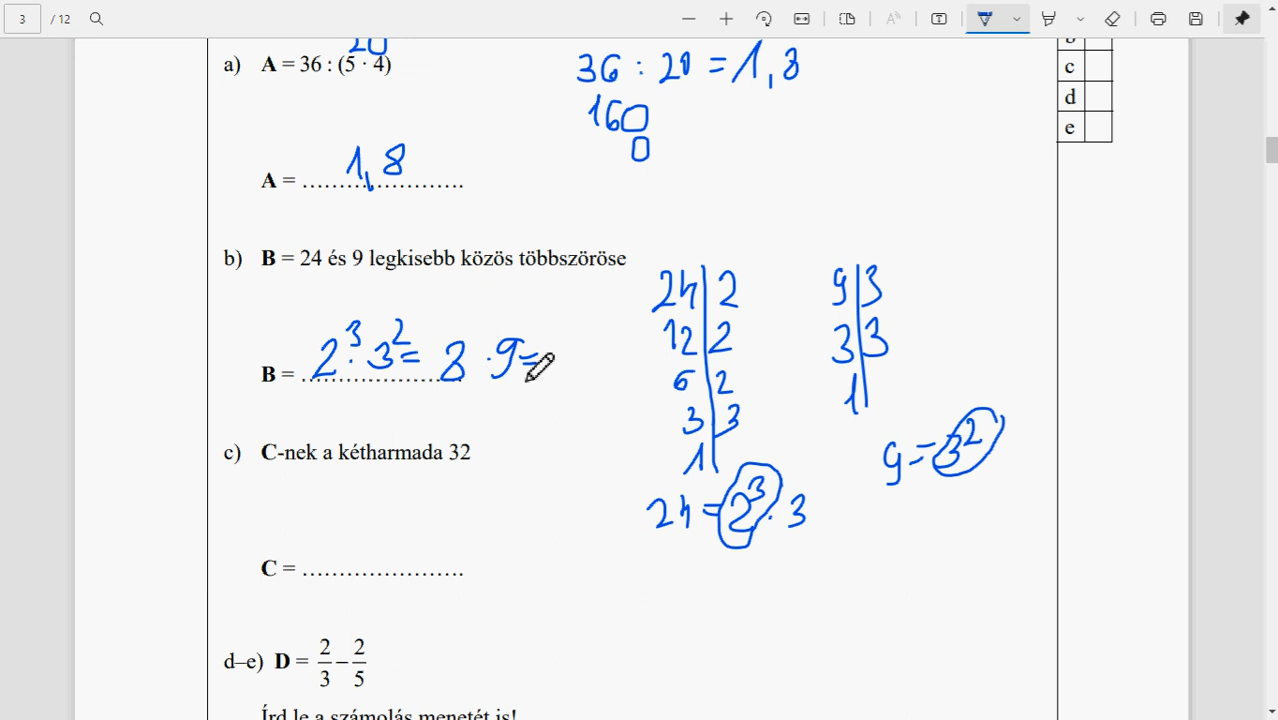 3 / 12
20
a) A = 36 : (5 · 4)
36 : 20 = 1,8
160
0
c
d
e
1,8
A = ........................
b) B = 24 és 9 legkisebb közös többszöröse
24 | 2
12 | 2
6 | 2
3 | 3
1 |
9 | 3
3 | 3
1 |
B = 2³ · 3² = 8 · 9 =
9 = 3²
c) C-nek a kétharmada 32
24 = 2³ · 3
C = ........................
d–e) D = 2/3 – 2/5
Írd le a számolás menetét is!